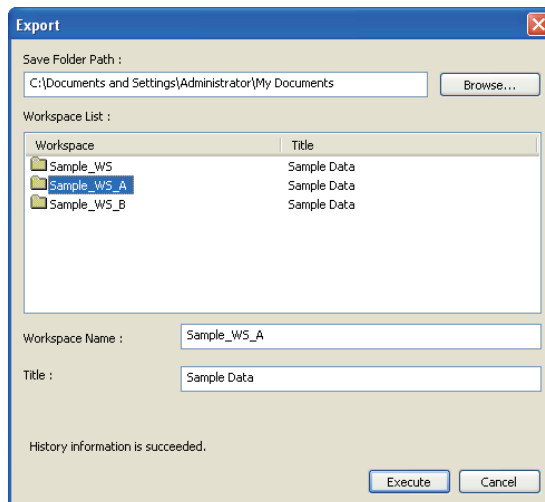 Export
Save Folder Path :
C:\Documents and Settings\Administrator\My Documents
Browse...
Workspace List :
Workspace Title
Sample_WS Sample Data
Sample_WS_A Sample Data
Sample_WS_B Sample Data
Workspace Name : Sample_WS_A
Title : Sample Data
History information is succeeded.
Execute Cancel